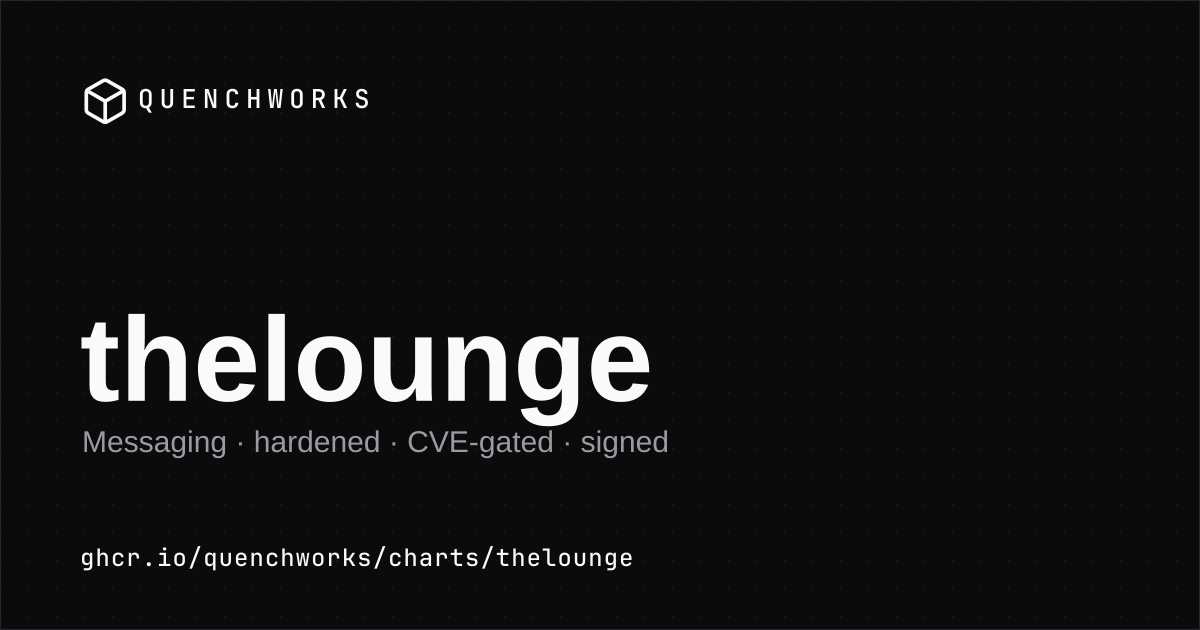 QUENCHWORKS
thelounge
Messaging · hardened · CVE-gated · signed
ghcr.io/quenchworks/charts/thelounge